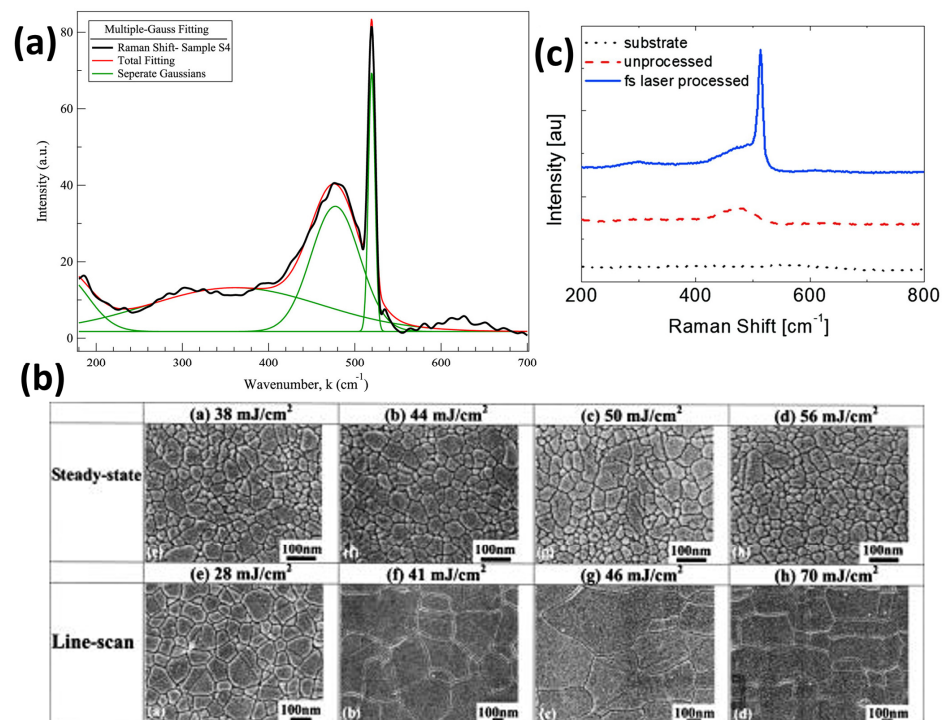 (a)
Multiple-Gauss Fitting
Raman Shift- Sample S4
Total Fitting
Seperate Gaussians
80
60
40
20
0
Intensity (a.u.)
200 300 400 500 600 700
Wavenumber, k (cm-1)
(c)
substrate
unprocessed
fs laser processed
Intensity [au]
200 400 600 800
Raman Shift [cm-1]
(b)
(a) 38 mJ/cm2 (b) 44 mJ/cm2 (c) 50 mJ/cm2 (d) 56 mJ/cm2
Steady-state
(e) (f) (g) (h)
100nm 100nm 100nm 100nm
(e) 28 mJ/cm2 (f) 41 mJ/cm2 (g) 46 mJ/cm2 (h) 70 mJ/cm2
Line-scan
(a) (b) (c) (d)
100nm 100nm 100nm 100nm